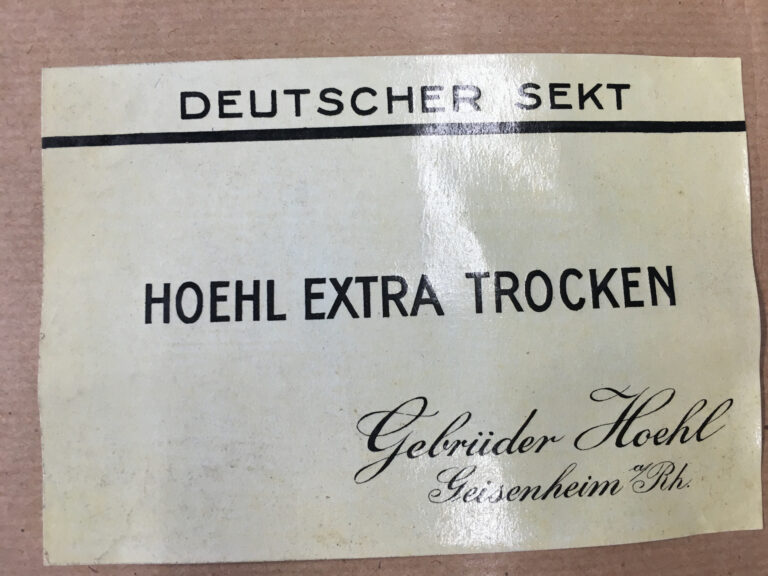 DEUTSCHER SEKT
HOEHL EXTRA TROCKEN
Gebrüder Hoehl
Geisenheim a/Rh.